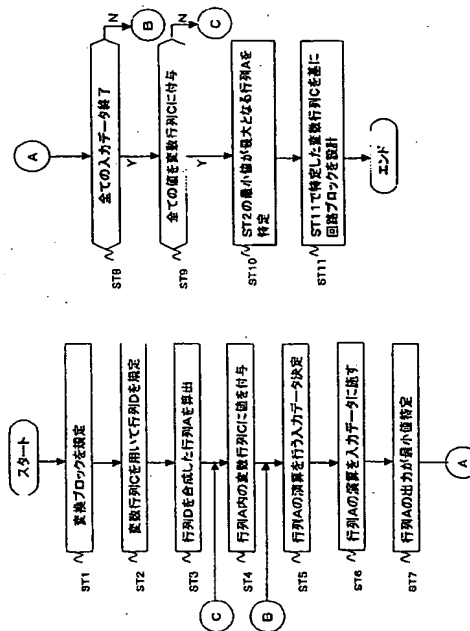 スタート
変換ブロックを規定
ST1
変数行列Cを用いて行列Dを規定
ST2
行列Dを合成した行列Aを算出
ST3
C
行列A内の変数行列Cに値を付与
ST4
B
行列Aの演算を行う入力データ決定
ST5
行列Aの演算を入力データに施す
ST6
行列Aの出力が最小値特定
ST7
A
A
全ての入力データ終了
ST8
N
B
Y
全ての値を変数行列Cに付与
ST9
N
C
Y
ST2の最小値が最大となる行列Aを
特定
ST10
ST11で特定した変数行列Cを基に
回路ブロックを設計
ST11
エンド